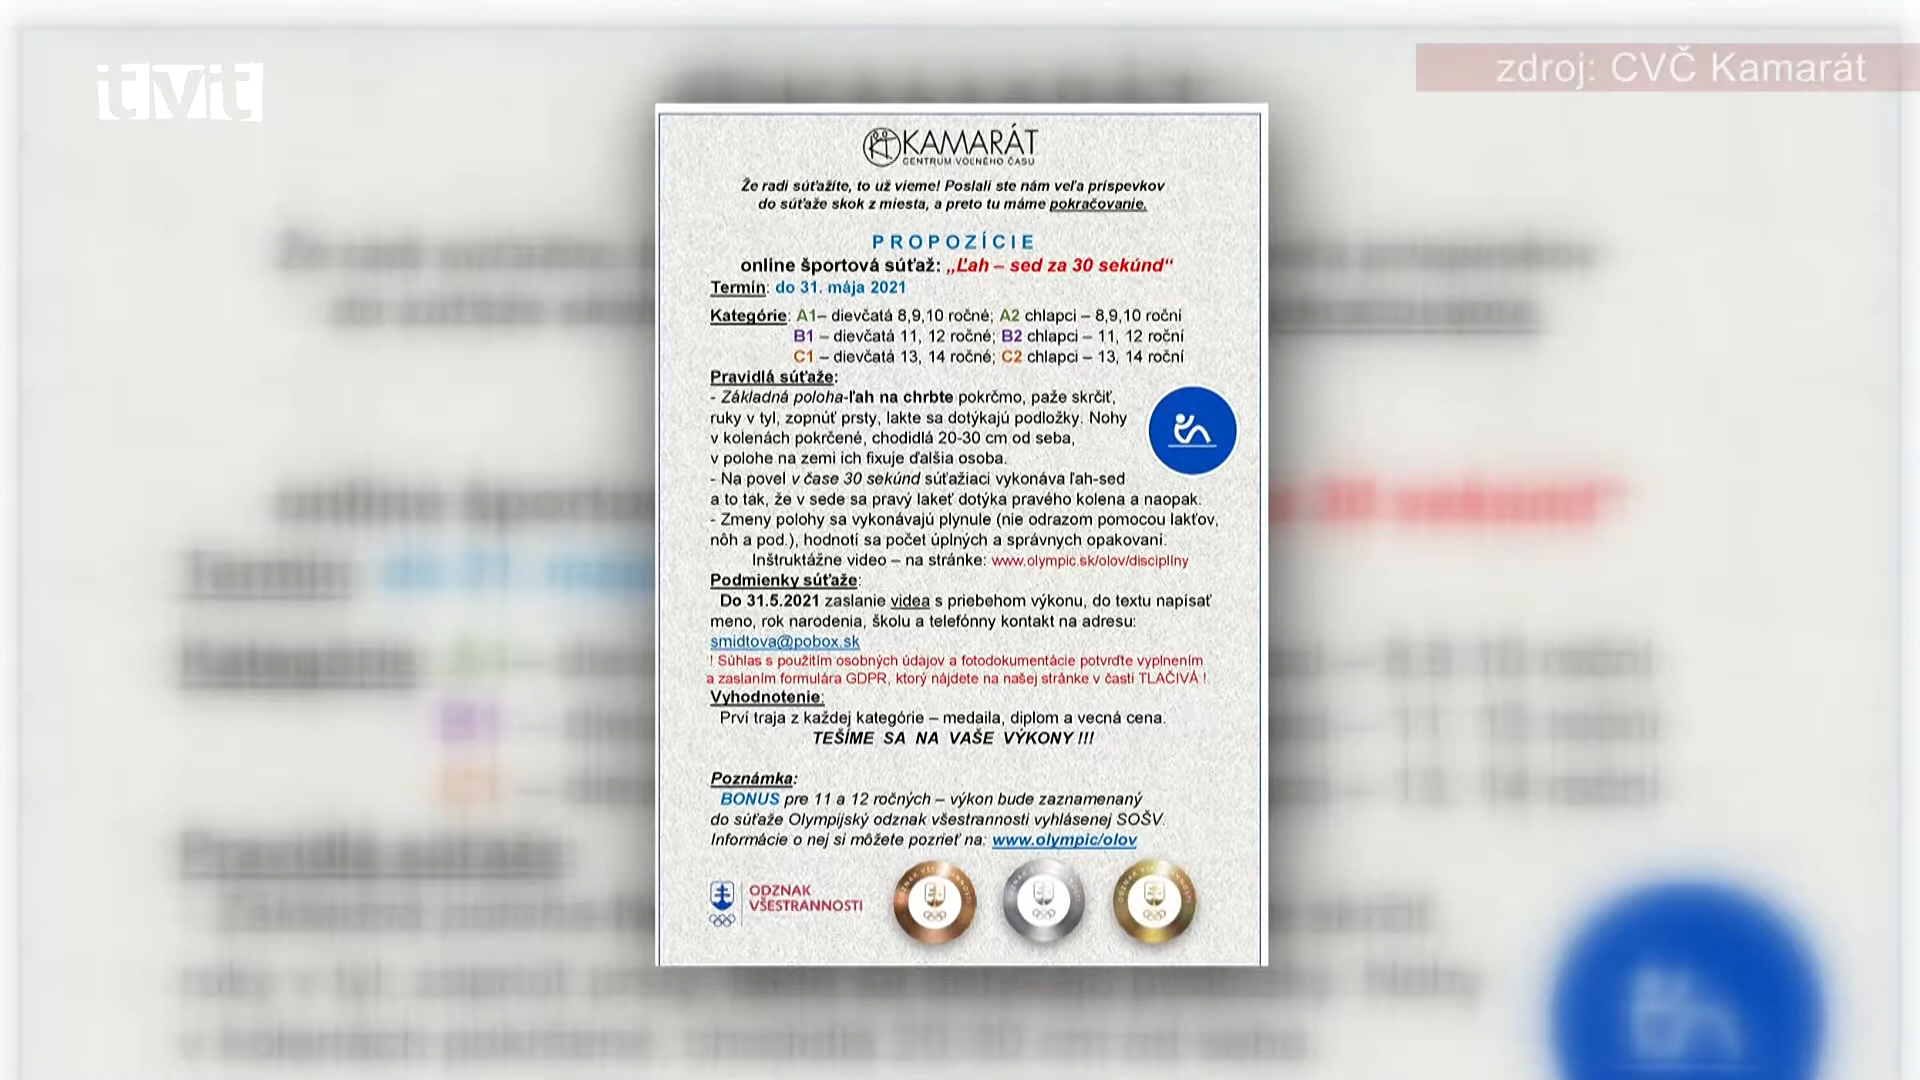 itvit
zdroj: CVČ Kamarát
KAMARÁT
CENTRUM VOĽNÉHO ČASU
Že radi súťažíte, to už vieme! Poslali ste nám veľa príspevkov
do súťaže skok z miesta, a preto tu máme pokračovanie.
PROPOZÍCIE
online športová súťaž: „Ľah – sed za 30 sekúnd“
Termín: do 31. mája 2021
Kategórie: A1– dievčatá 8,9,10 ročné; A2 chlapci – 8,9,10 roční
B1 – dievčatá 11, 12 ročné; B2 chlapci – 11, 12 roční
C1 – dievčatá 13, 14 ročné; C2 chlapci – 13, 14 roční
Pravidlá súťaže:
- Základná poloha-ľah na chrbte pokrčmo, paže skrčiť,
ruky v tyl, zopnúť prsty, lakte sa dotýkajú podložky. Nohy
v kolenách pokrčené, chodidlá 20-30 cm od seba,
v polohe na zemi ich fixuje ďalšia osoba.
- Na povel v čase 30 sekúnd súťažiaci vykonáva ľah-sed
a to tak, že v sede sa pravý lakeť dotýka pravého kolena a naopak.
- Zmeny polohy sa vykonávajú plynule (nie odrazom pomocou lakťov,
nôh a pod.), hodnotí sa počet úplných a správnych opakovaní.
Inštruktážne video – na stránke: www.olympic.sk/olov/discipliny
Podmienky súťaže:
Do 31.5.2021 zaslanie videa s priebehom výkonu, do textu napísať
meno, rok narodenia, školu a telefónny kontakt na adresu:
smidtova@pobox.sk
! Súhlas s použitím osobných údajov a fotodokumentácie potvrďte vyplnením
a zaslaním formulára GDPR, ktorý nájdete na našej stránke v časti TLAČIVÁ !
Vyhodnotenie:
Prví traja z každej kategórie – medaila, diplom a vecná cena.
TEŠÍME SA NA VAŠE VÝKONY !!!
Poznámka:
BONUS pre 11 a 12 ročných – výkon bude zaznamenaný
do súťaže Olympijský odznak všestrannosti vyhlásenej SOŠV.
Informácie o nej si môžete pozrieť na: www.olympic/olov
ODZNAK
VŠESTRANNOSTI